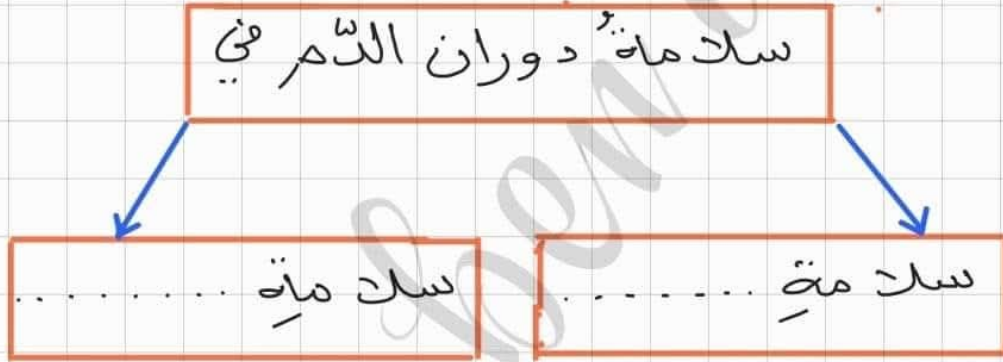 سلامةُ دوران الدّم في
سلامةِ ........
سلامةِ .........